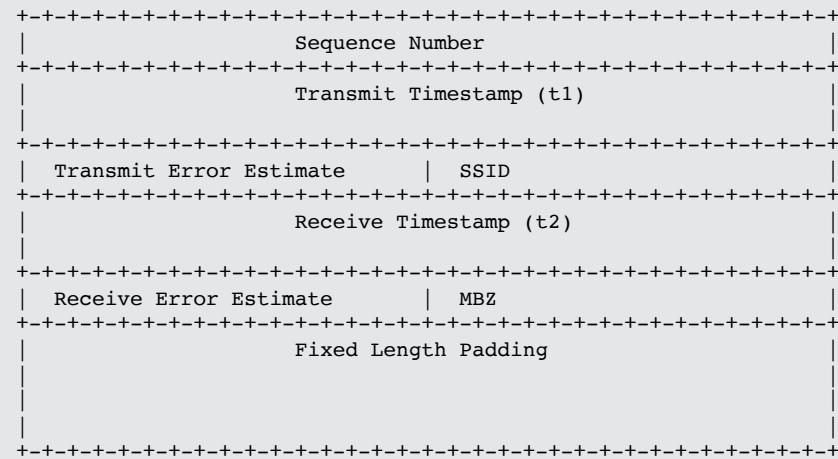 +-+-+-+-+-+-+-+-+-+-+-+-+-+-+-+-+-+-+-+-+-+-+-+-+-+-+-+-+-+-+-+-+
| Sequence Number |
+-+-+-+-+-+-+-+-+-+-+-+-+-+-+-+-+-+-+-+-+-+-+-+-+-+-+-+-+-+-+-+-+
| Transmit Timestamp (t1) |
| |
+-+-+-+-+-+-+-+-+-+-+-+-+-+-+-+-+-+-+-+-+-+-+-+-+-+-+-+-+-+-+-+-+
| Transmit Error Estimate | SSID |
+-+-+-+-+-+-+-+-+-+-+-+-+-+-+-+-+-+-+-+-+-+-+-+-+-+-+-+-+-+-+-+-+
| Receive Timestamp (t2) |
| |
+-+-+-+-+-+-+-+-+-+-+-+-+-+-+-+-+-+-+-+-+-+-+-+-+-+-+-+-+-+-+-+-+
| Receive Error Estimate | MBZ |
+-+-+-+-+-+-+-+-+-+-+-+-+-+-+-+-+-+-+-+-+-+-+-+-+-+-+-+-+-+-+-+-+
| Fixed Length Padding |
| |
| |
| |
+-+-+-+-+-+-+-+-+-+-+-+-+-+-+-+-+-+-+-+-+-+-+-+-+-+-+-+-+-+-+-+-+